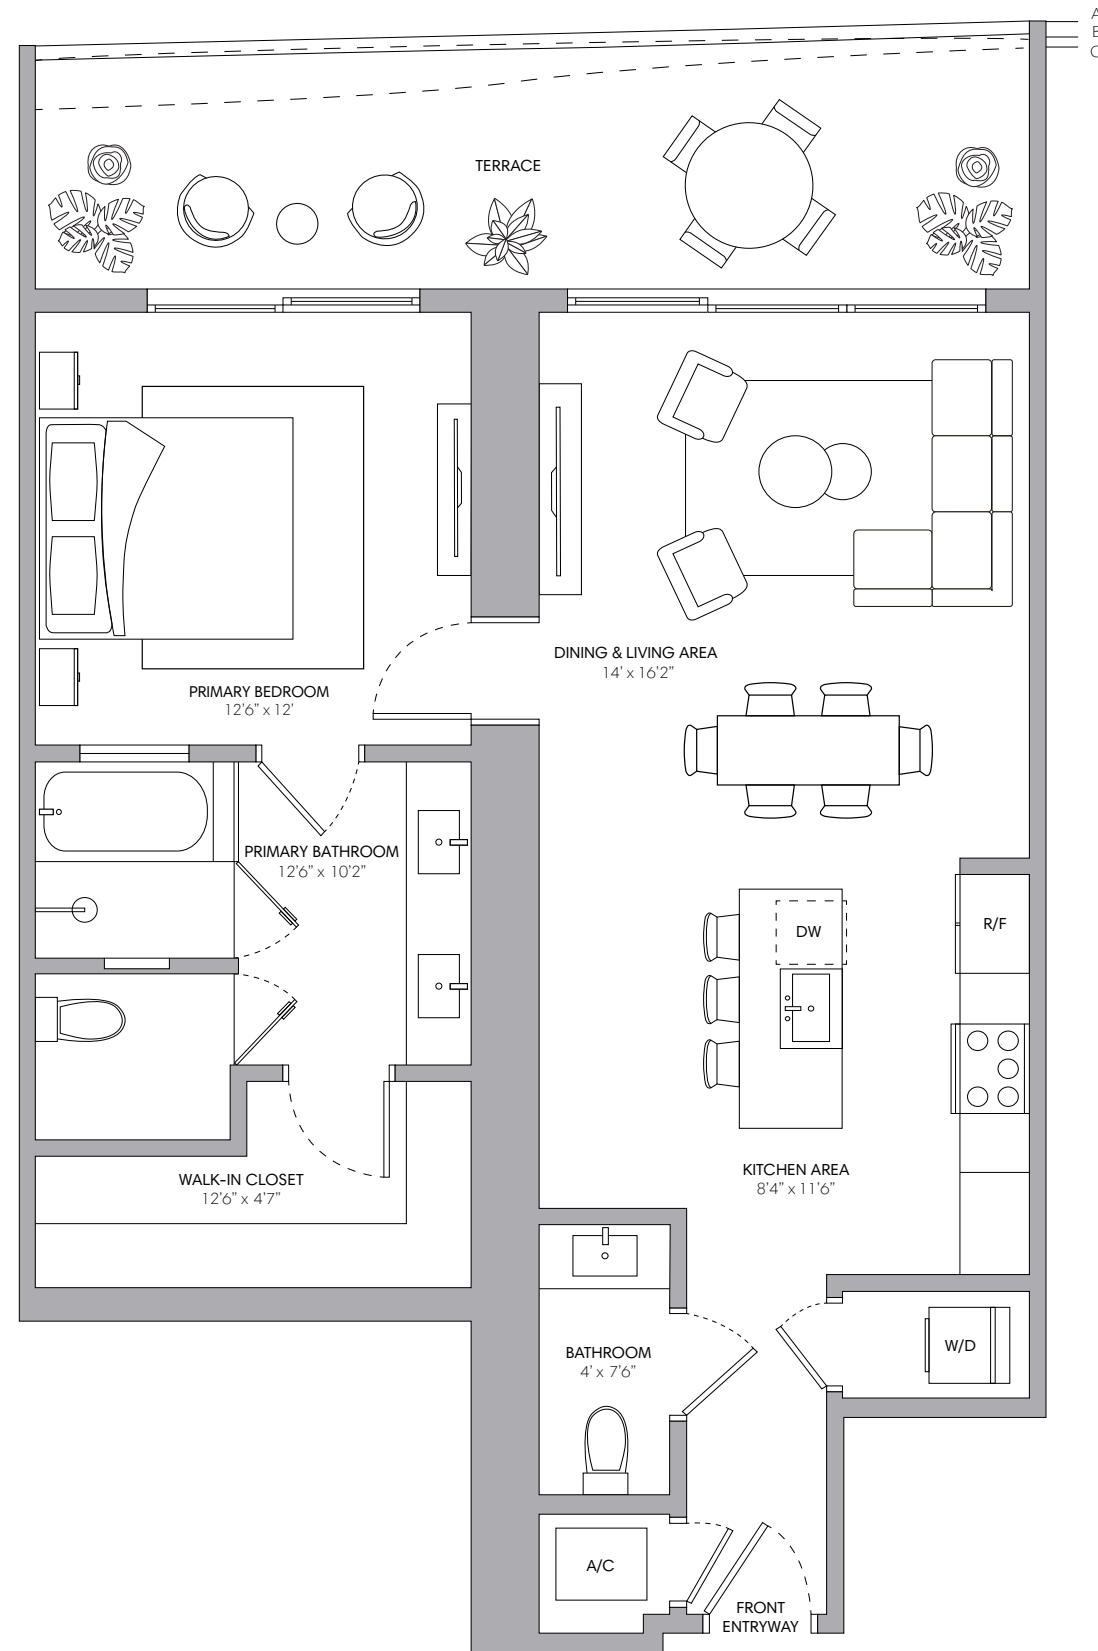 A
B
TERRACE
DINING & LIVING AREA
14' x 16'2"
PRIMARY BEDROOM
12'6" x 12'
PRIMARY BATHROOM
12'6" x 10'2"
DW
R/F
KITCHEN AREA
8'4" x 11'6"
WALK-IN CLOSET
12'6" x 4'7"
BATHROOM
4' x 7'6"
W/D
A/C
FRONT
ENTRYWAY